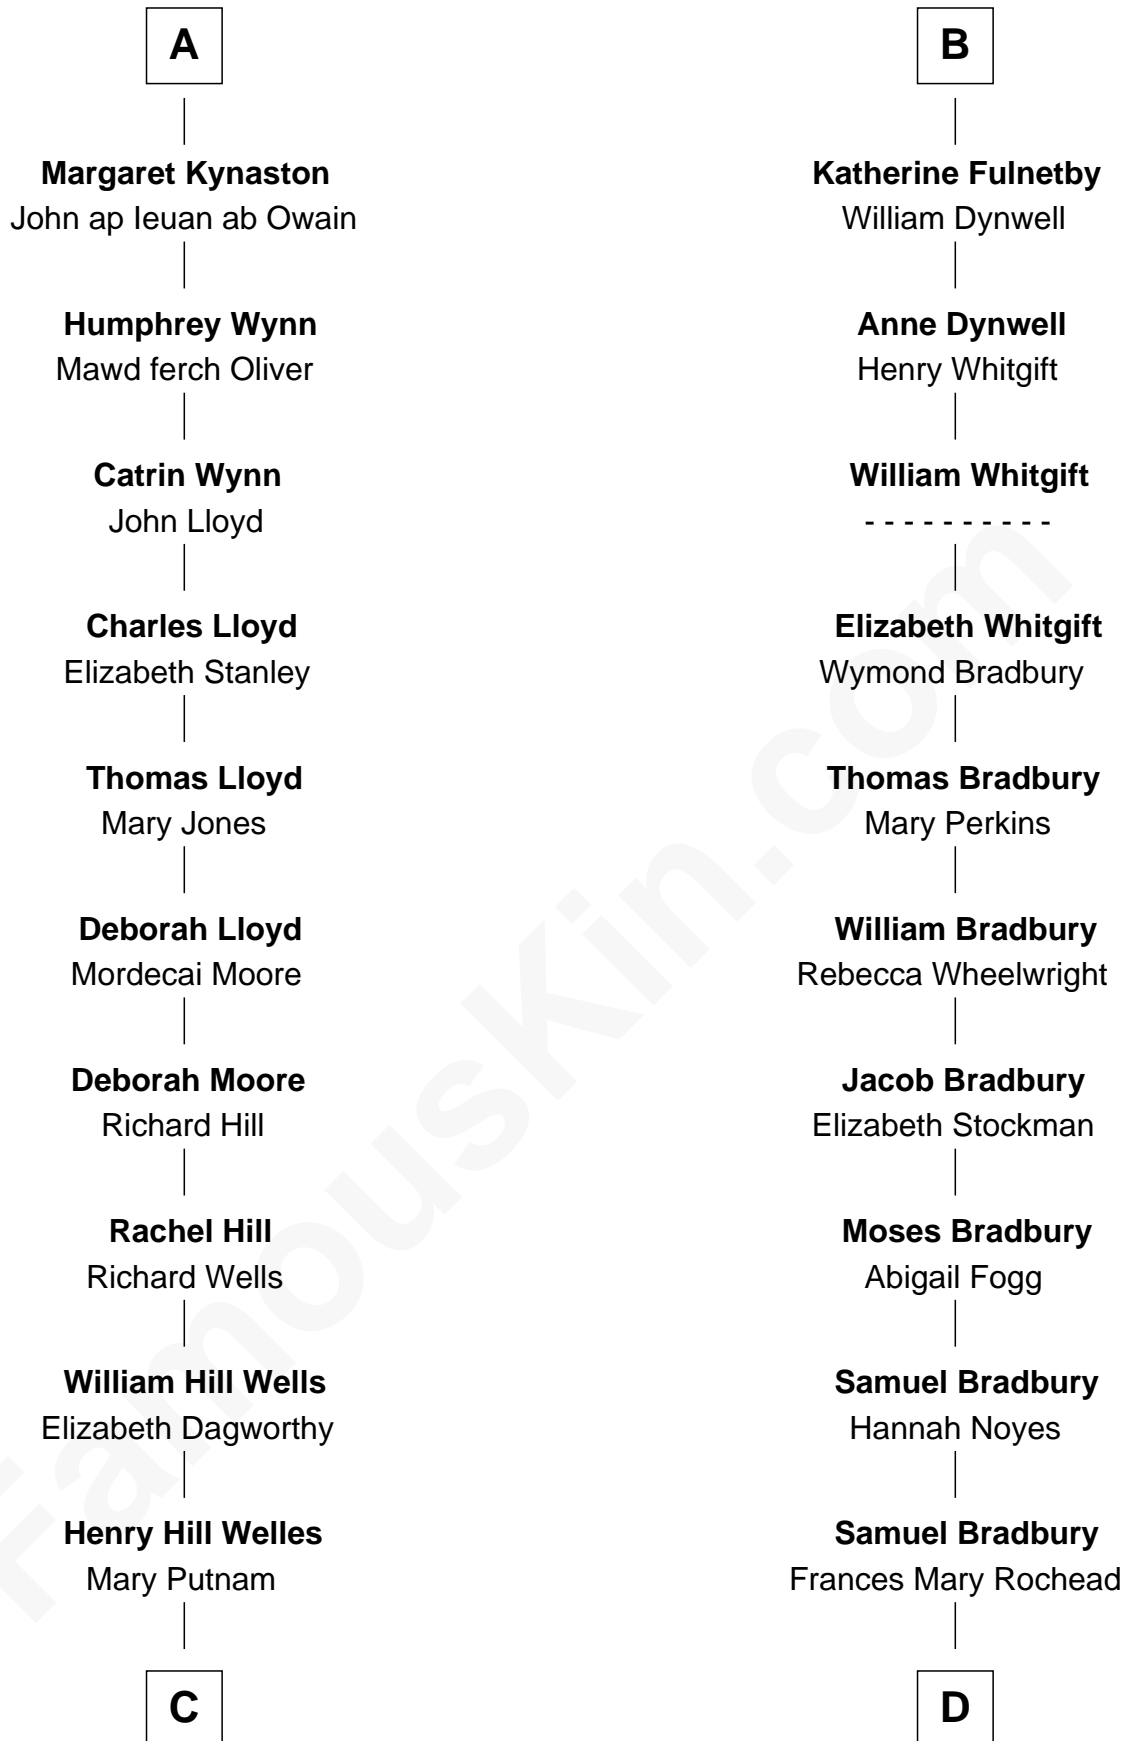 A
Margaret Kynaston
John ap Ieuan ab Owain
Humphrey Wynn
Mawd ferch Oliver
Catrin Wynn
John Lloyd
Charles Lloyd
Elizabeth Stanley
Thomas Lloyd
Mary Jones
Deborah Lloyd
Mordecai Moore
Deborah Moore
Richard Hill
Rachel Hill
Richard Wells
William Hill Wells
Elizabeth Dagworthy
Henry Hill Welles
Mary Putnam
C
B
Katherine Fulnetby
William Dynwell
Anne Dynwell
Henry Whitgift
William Whitgift
- - - - - - - - - -
Elizabeth Whitgift
Wymond Bradbury
Thomas Bradbury
Mary Perkins
William Bradbury
Rebecca Wheelwright
Jacob Bradbury
Elizabeth Stockman
Moses Bradbury
Abigail Fogg
Samuel Bradbury
Hannah Noyes
Samuel Bradbury
Frances Mary Rochead
D
FamousKin.com